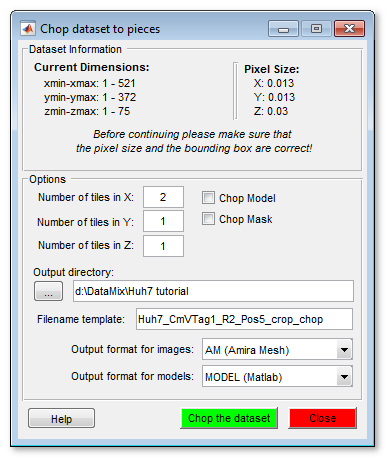 Chop dataset to pieces
Dataset Information
Current Dimensions:
xmin-xmax: 1 - 521
ymin-ymax: 1 - 372
zmin-zmax: 1 - 75
Pixel Size:
X: 0.013
Y: 0.013
Z: 0.03
Before continuing please make sure that
the pixel size and the bounding box are correct!
Options
Number of tiles in X: 2
Chop Model
Number of tiles in Y: 1
Chop Mask
Number of tiles in Z: 1
Output directory:
... d:\DataMix\Huh7 tutorial
Filename template: Huh7_CmVTag1_R2_Pos5_crop_chop
Output format for images: AM (Amira Mesh)
Output format for models: MODEL (Matlab)
Help Chop the dataset Close